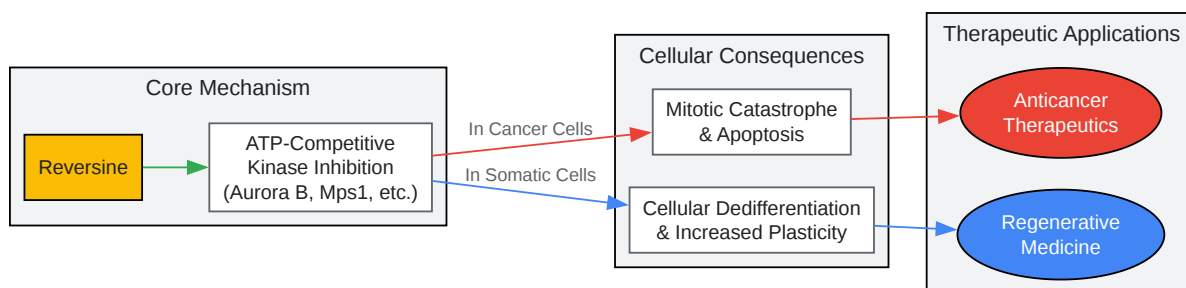 Core Mechanism
Reversine
ATP-Competitive
Kinase Inhibition
(Aurora B, Mps1, etc.)
In Cancer Cells
In Somatic Cells
Cellular Consequences
Mitotic Catastrophe
& Apoptosis
Cellular Dedifferentiation
& Increased Plasticity
Therapeutic Applications
Anticancer
Therapeutics
Regenerative
Medicine